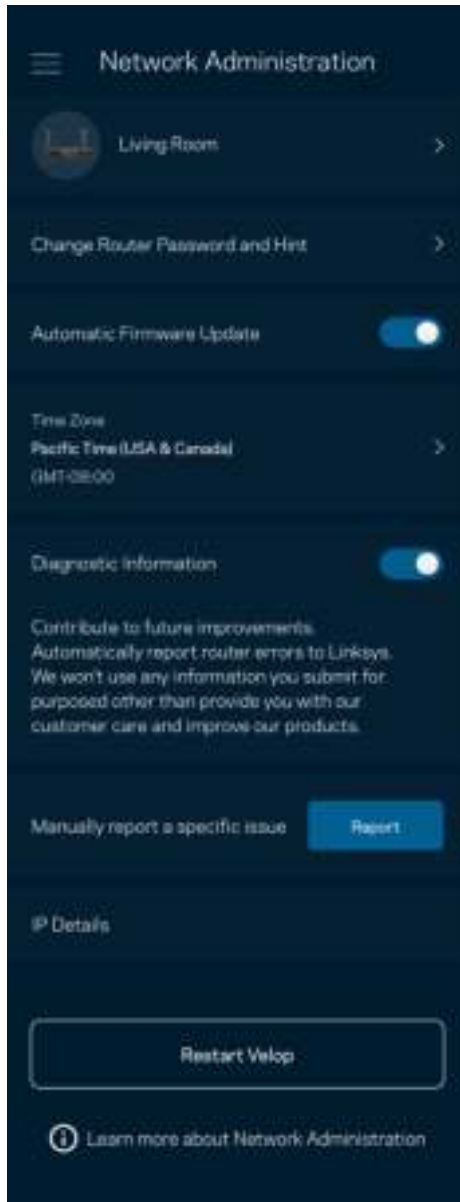 Network Administration
Living Room
Change Router Password and Hint
Automatic Firmware Update
Time Zone
Pacific Time (USA & Canada)
GMT-08:00
Diagnostic Information
Contribute to future improvements.
Automatically report router errors to Linksys.
We won't use any information you submit for
purposed other than provide you with our
customer care and improve our products.
Manually report a specific issue
Report
IP Details
Restart Velop
Learn more about Network Administration